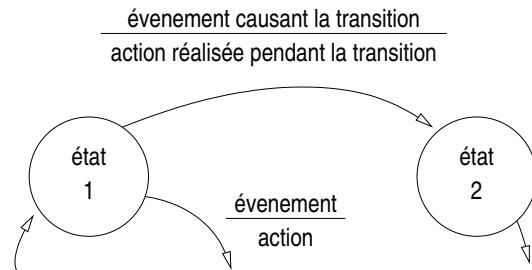 évenement causant la transition
action réalisée pendant la transition
état
1
état
2
évenement
action